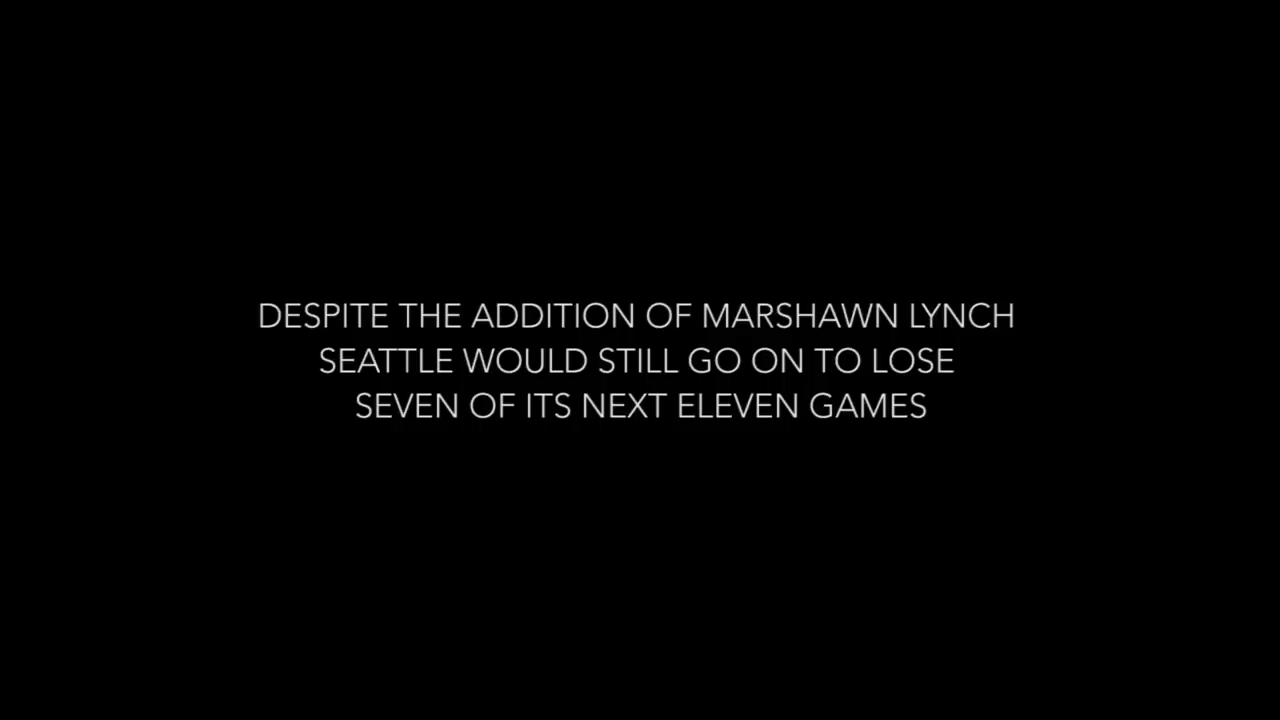 DESPITE THE ADDITION OF MARSHAWN LYNCH
SEATTLE WOULD STILL GO ON TO LOSE
SEVEN OF ITS NEXT ELEVEN GAMES